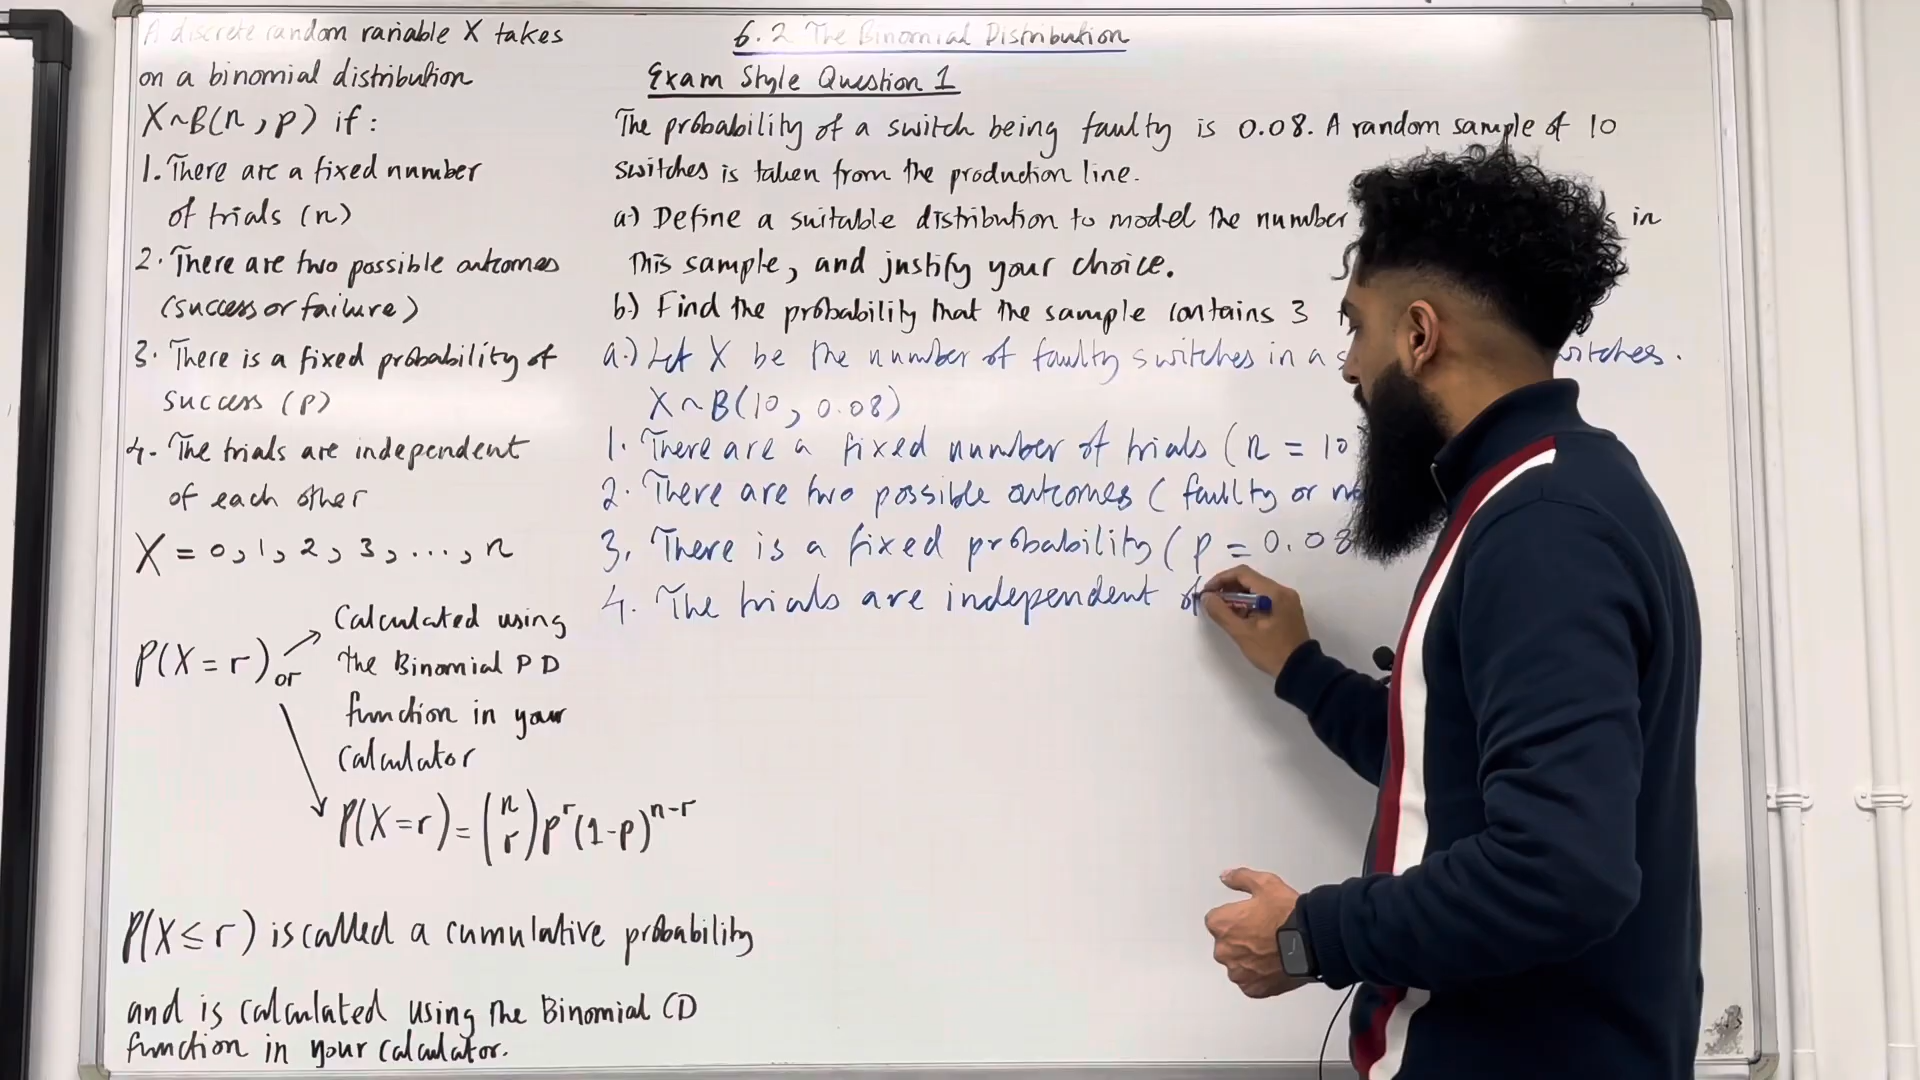 A discrete random variable X takes
on a binomial distribution
X~B(n, p) if:
1. There are a fixed number
of trials (n)
2. There are two possible outcomes
(success or failure)
3. There is a fixed probability of
success (p)
4. The trials are independent
of each other
X = 0, 1, 2, 3, ..., n
P(X = r) or
Calculated using
the Binomial PD
function in your
calculator
P(X=r) = (n r) p^r (1-p)^n-r
P(X ≤ r) is called a cumulative probability
and is calculated using the Binomial CD
function in your calculator.
6.2 The Binomial Distribution
Exam Style Question 1
The probability of a switch being faulty is 0.08. A random sample of 10
switches is taken from the production line.
a) Define a suitable distribution to model the number in
this sample, and justify your choice.
b) Find the probability that the sample contains 3
a.) Let X be the number of faulty switches in a witches.
X~B(10, 0.08)
1. There are a fixed number of trials (n = 10
2. There are two possible outcomes (faulty or
3. There is a fixed probability (p = 0.08
4. The trials are independent of